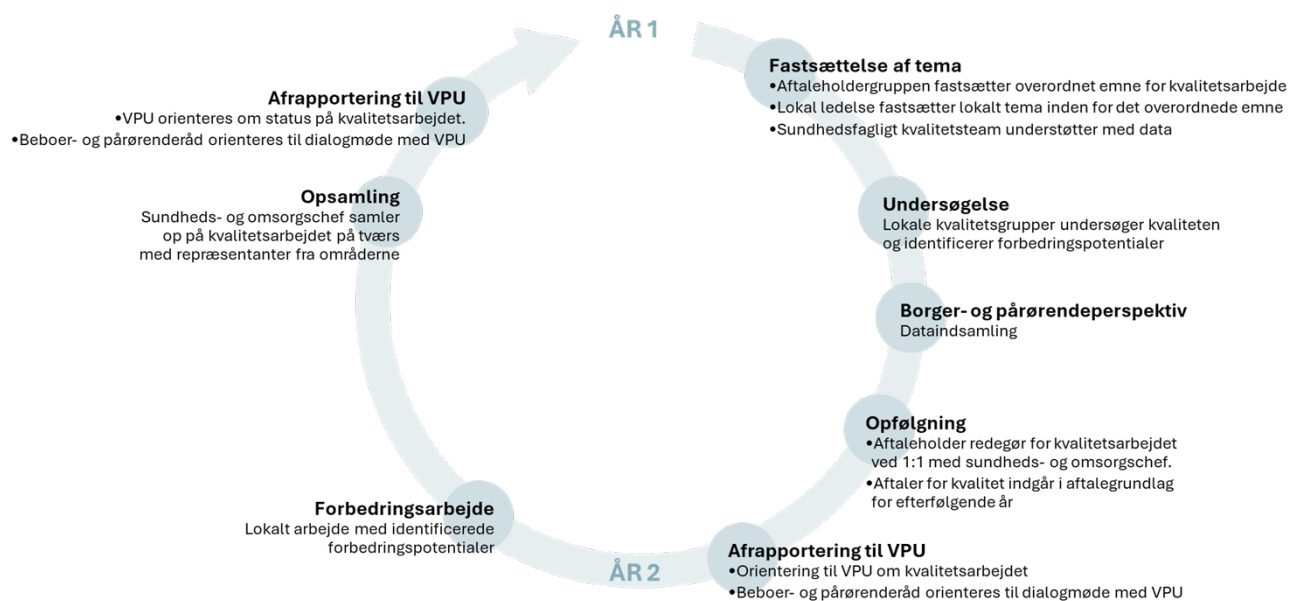 ÅR 1
Fastsættelse af tema
•Aftaleholdergruppen fastsætter overordnet emne for kvalitetsarbejde
•Lokal ledelse fastsætter lokalt tema inden for det overordnede emne
•Sundhedsfagligt kvalitetsteam understøtter med data
Undersøgelse
Lokale kvalitetsgrupper undersøger kvaliteten
og identificerer forbedringspotentialer
Borger- og pårørendeperspektiv
Dataindsamling
Opfølgning
•Aftaleholder redegør for kvalitetsarbejdet
ved 1:1 med sundheds- og omsorgschef.
•Aftaler for kvalitet indgår i aftalegrundlag
for efterfølgende år
Afrapportering til VPU
•Orientering til VPU om kvalitetsarbejdet
•Beboer- og pårørenderåd orienteres til dialogmøde med VPU
ÅR 2
Forbedringsarbejde
Lokalt arbejde med identificerede
forbedringspotentialer
Opsamling
Sundheds- og omsorgschef samler
op på kvalitetsarbejdet på tværs
med repræsentanter fra områderne
Afrapportering til VPU
•VPU orienteres om status på kvalitetsarbejdet.
•Beboer- og pårørenderåd orienteres til dialogmøde med VPU